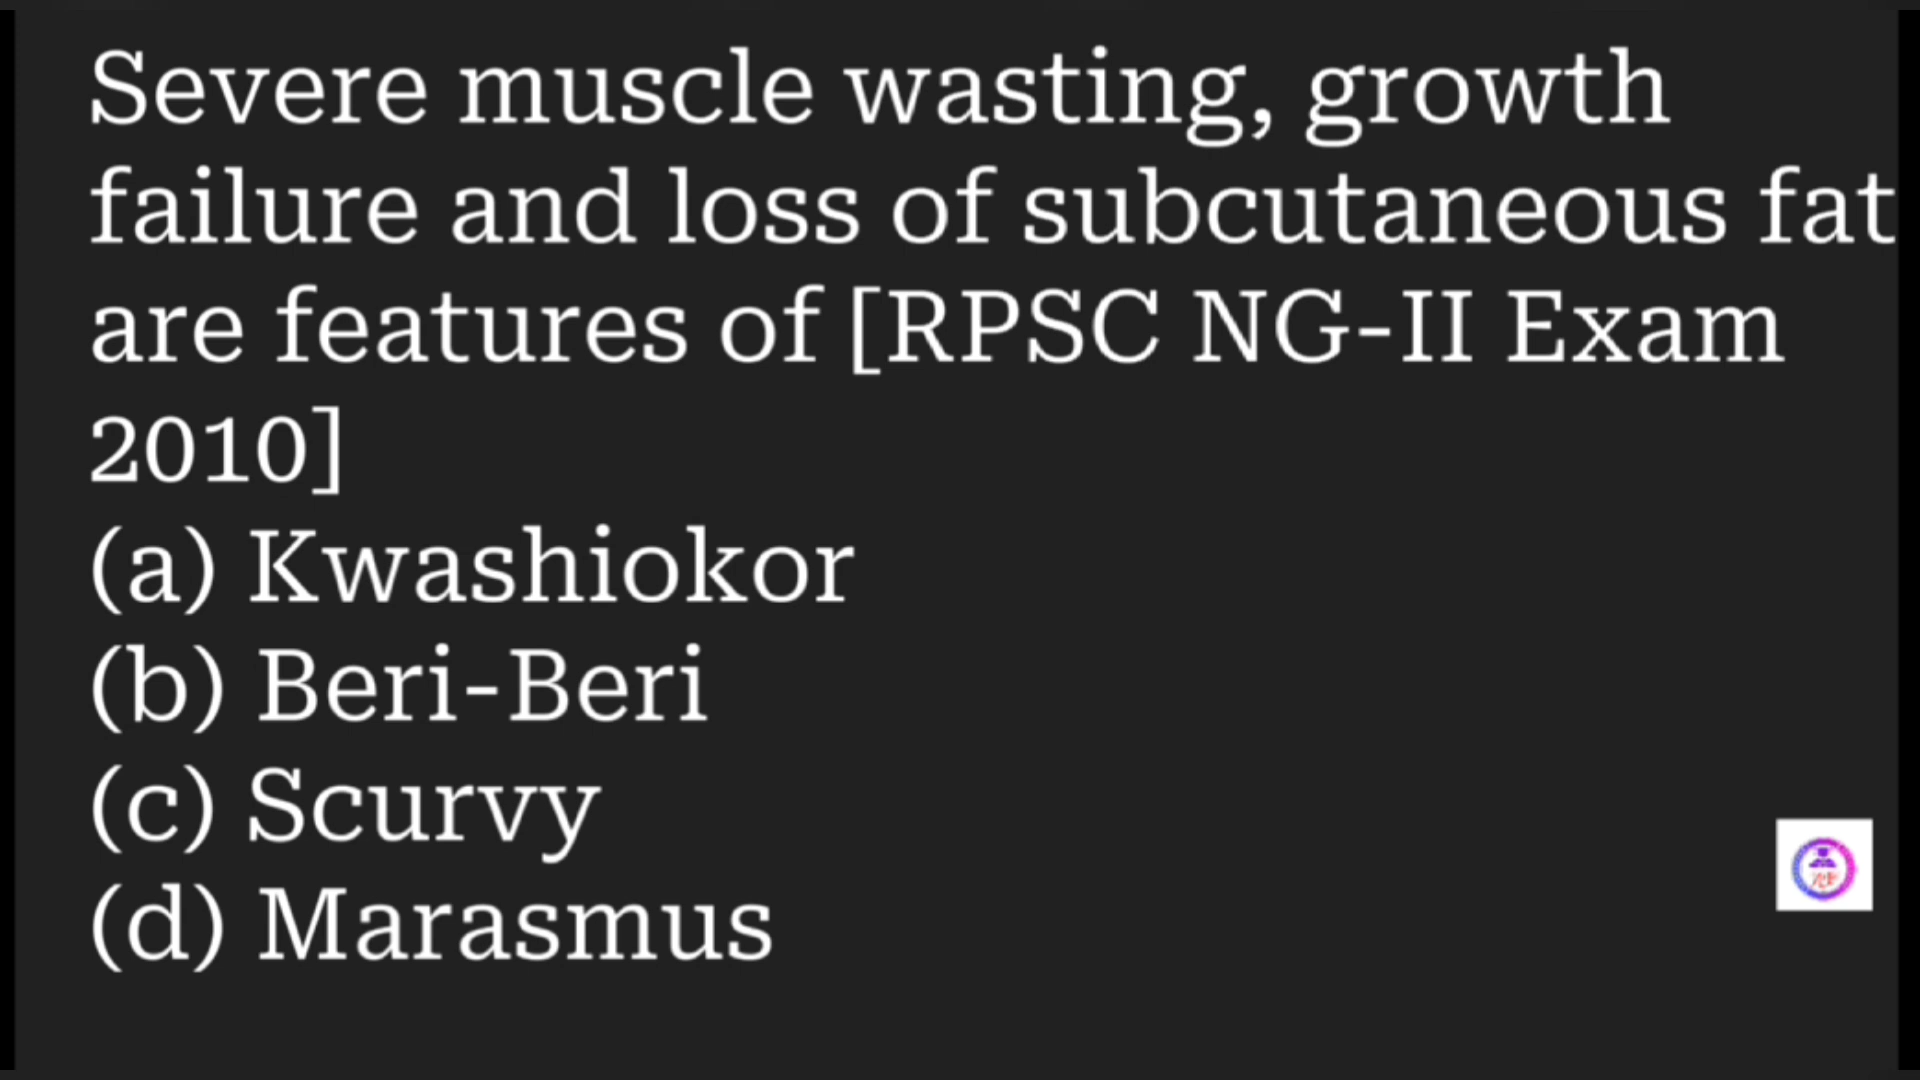 Severe muscle wasting, growth
failure and loss of subcutaneous fat
are features of [RPSC NG-II Exam
2010]
(a) Kwashiokor
(b) Beri-Beri
(c) Scurvy
(d) Marasmus